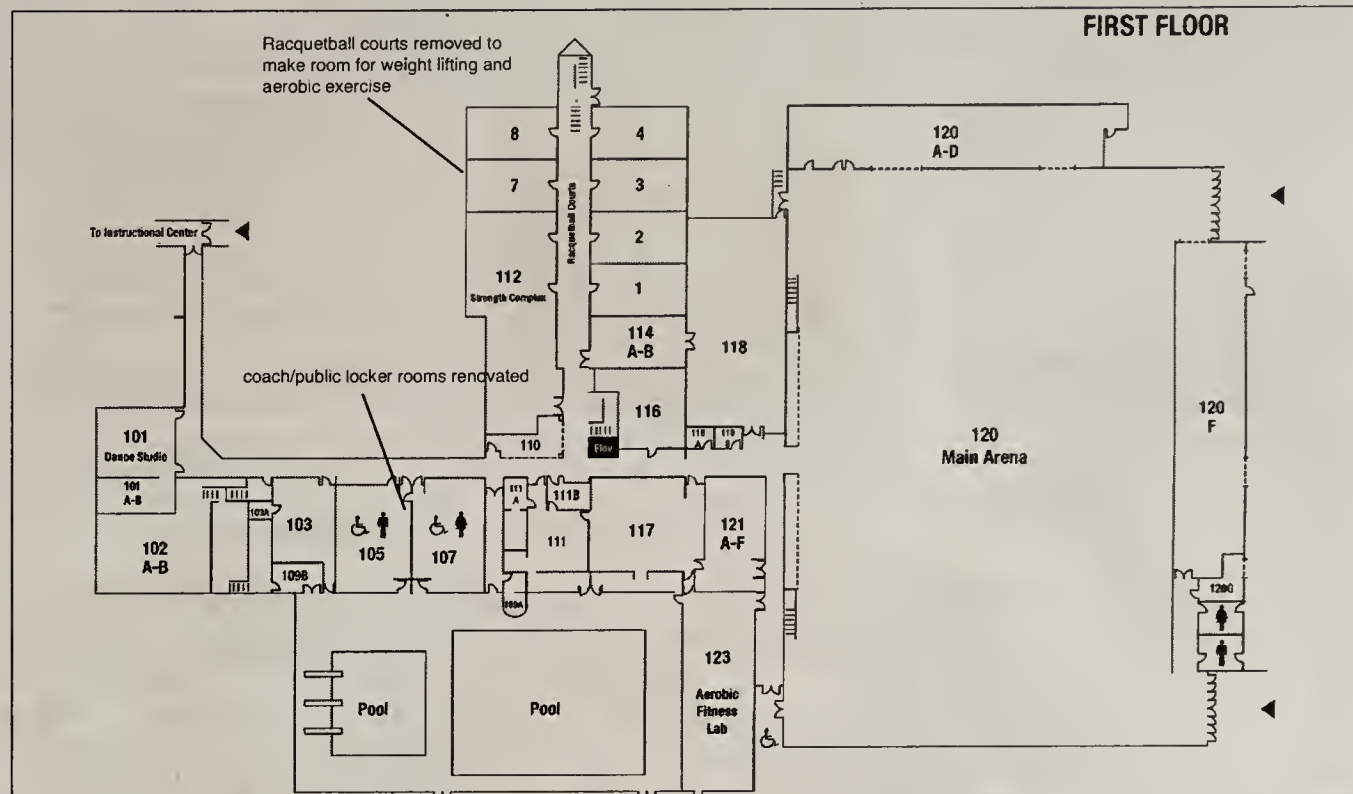 FIRST FLOOR
Racquetball courts removed to
make room for weight lifting and
aerobic exercise
8
4
120
A-D
7
3
Racquetball Courts
To Instructional Center
2
112
Strength Complex
1
114
A-B
118
coach/public locker rooms renovated
116
120
F
101
Dance Studio
110
Elev
118
A
120
Main Arena
101
A-B
111
A
111B
103A
103
117
121
A-F
102
A-B
105
107
111
109B
120G
123
Aerobic
Fitness
Lab
Pool
Pool